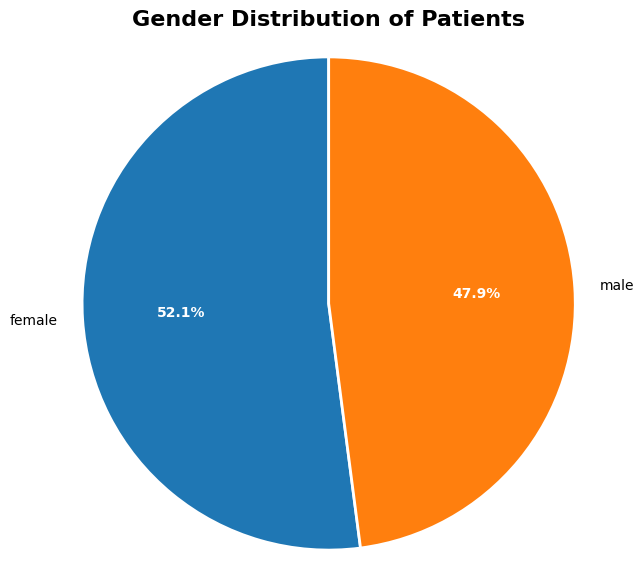 Gender Distribution of Patients
male
47.9%
52.1%
female